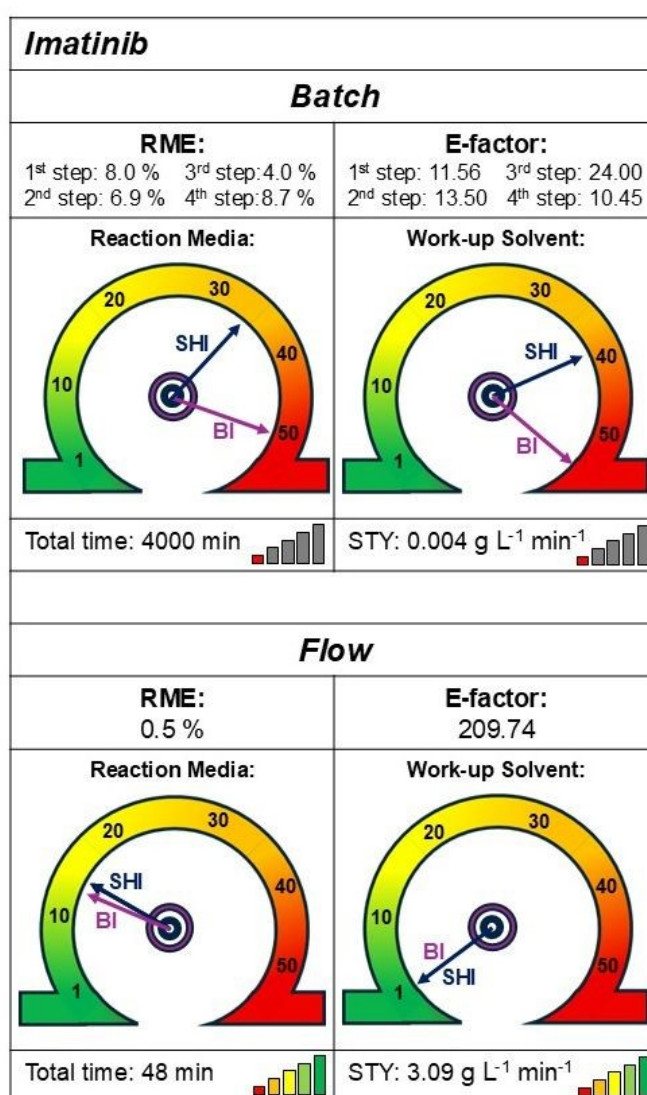 Imatinib
Batch
RME:
1st step: 8.0 % 3rd step:4.0 %
2nd step: 6.9 % 4th step:8.7 %
E-factor:
1st step: 11.56 3rd step: 24.00
2nd step: 13.50 4th step: 10.45
Reaction Media:
1
10
20
30
40
50
SHI
BI
Work-up Solvent:
1
10
20
30
40
50
SHI
BI
Total time: 4000 min
STY: 0.004 g L-1 min-1
Flow
RME:
0.5 %
E-factor:
209.74
Reaction Media:
1
10
20
30
40
50
SHI
BI
Work-up Solvent:
1
10
20
30
40
50
BI
SHI
Total time: 48 min
STY: 3.09 g L-1 min-1